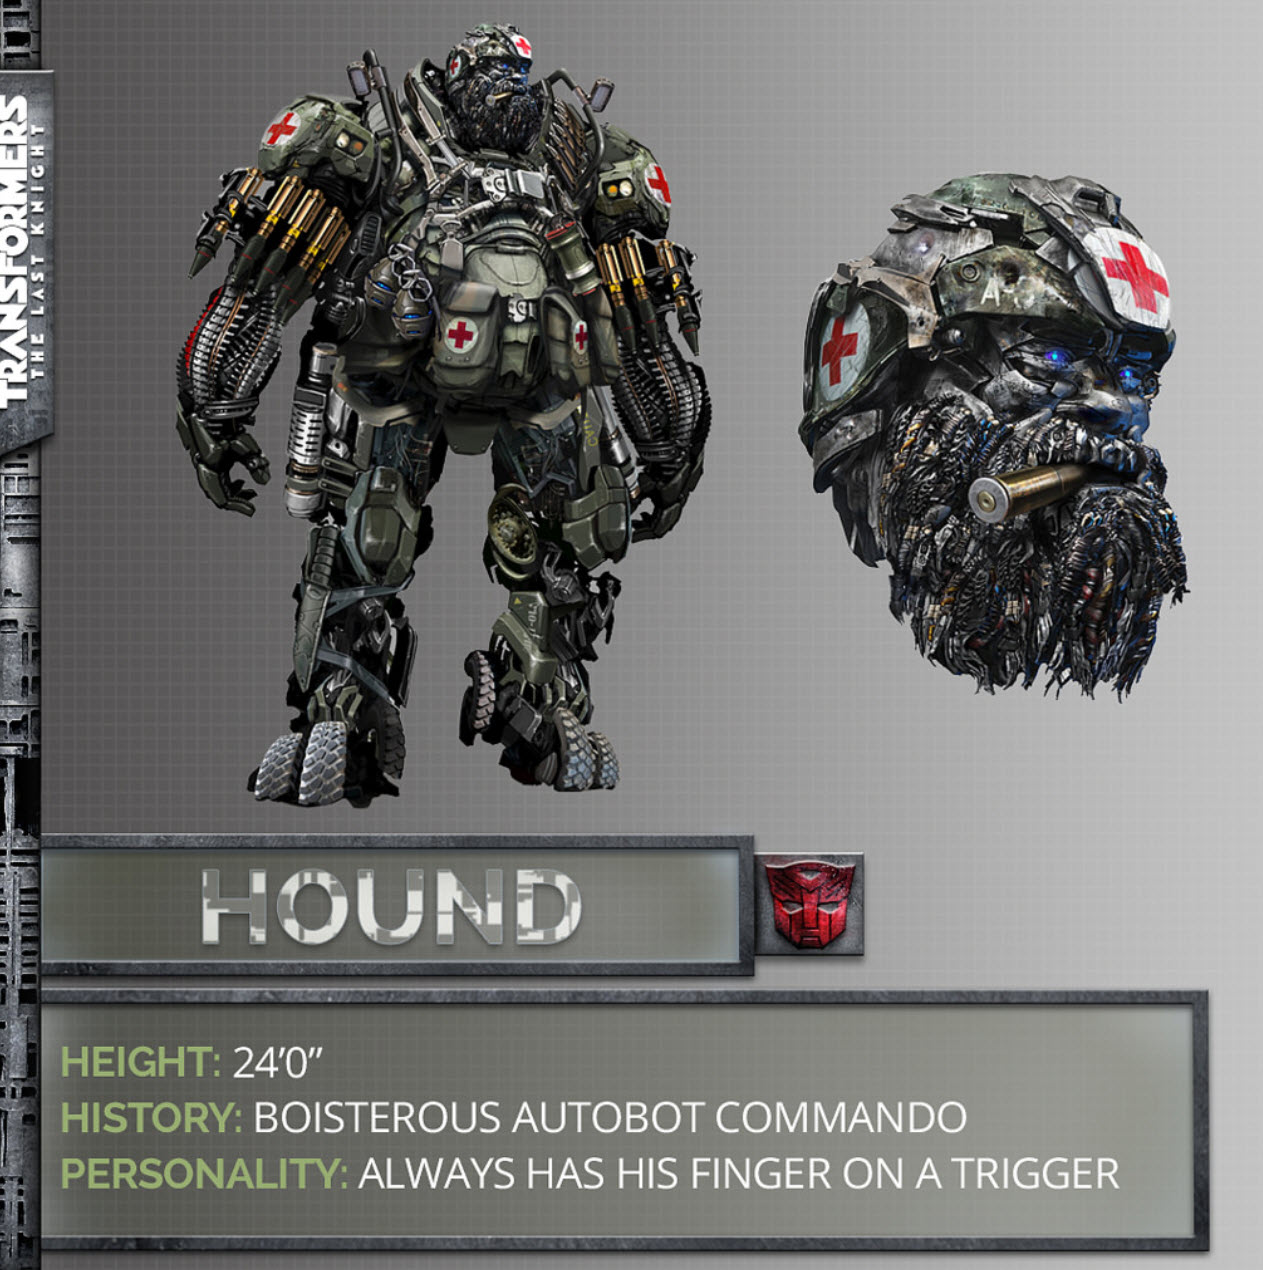 TRANSFORMERS
THE LAST KNIGHT
HOUND
HEIGHT: 24’0”
HISTORY: BOISTEROUS AUTOBOT COMMANDO
PERSONALITY: ALWAYS HAS HIS FINGER ON A TRIGGER